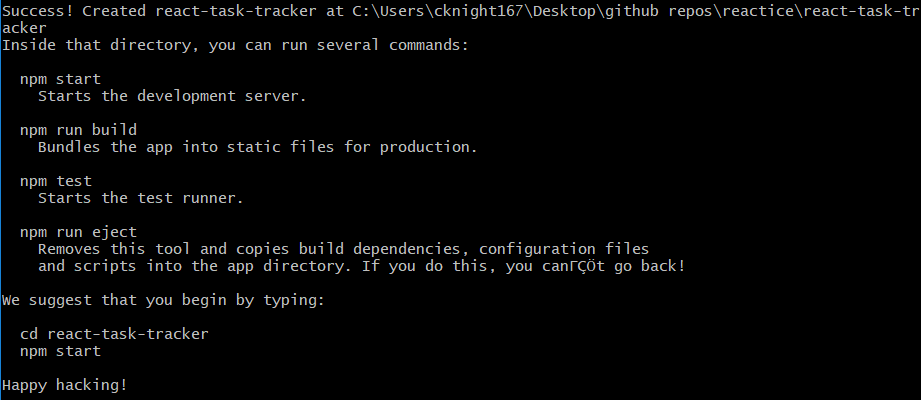 Success! Created react-task-tracker at C:\Users\cknight167\Desktop\github repos\reactice\react-task-tr
acker
Inside that directory, you can run several commands:
npm start
Starts the development server.
npm run build
Bundles the app into static files for production.
npm test
Starts the test runner.
npm run eject
Removes this tool and copies build dependencies, configuration files
and scripts into the app directory. If you do this, you canΓÇÖt go back!
We suggest that you begin by typing:
cd react-task-tracker
npm start
Happy hacking!